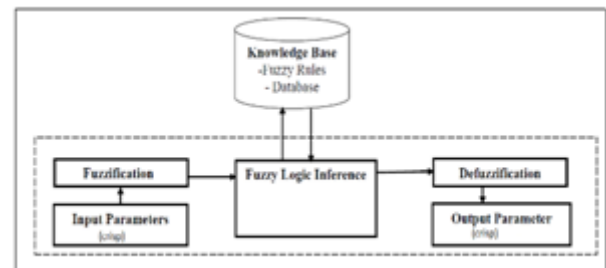 Knowledge Base
-Fuzzy Rules
- Database
Fuzzification
Fuzzy Logic Inference
Defuzzification
Input Parameters
(crisp)
Output Parameter
(crisp)